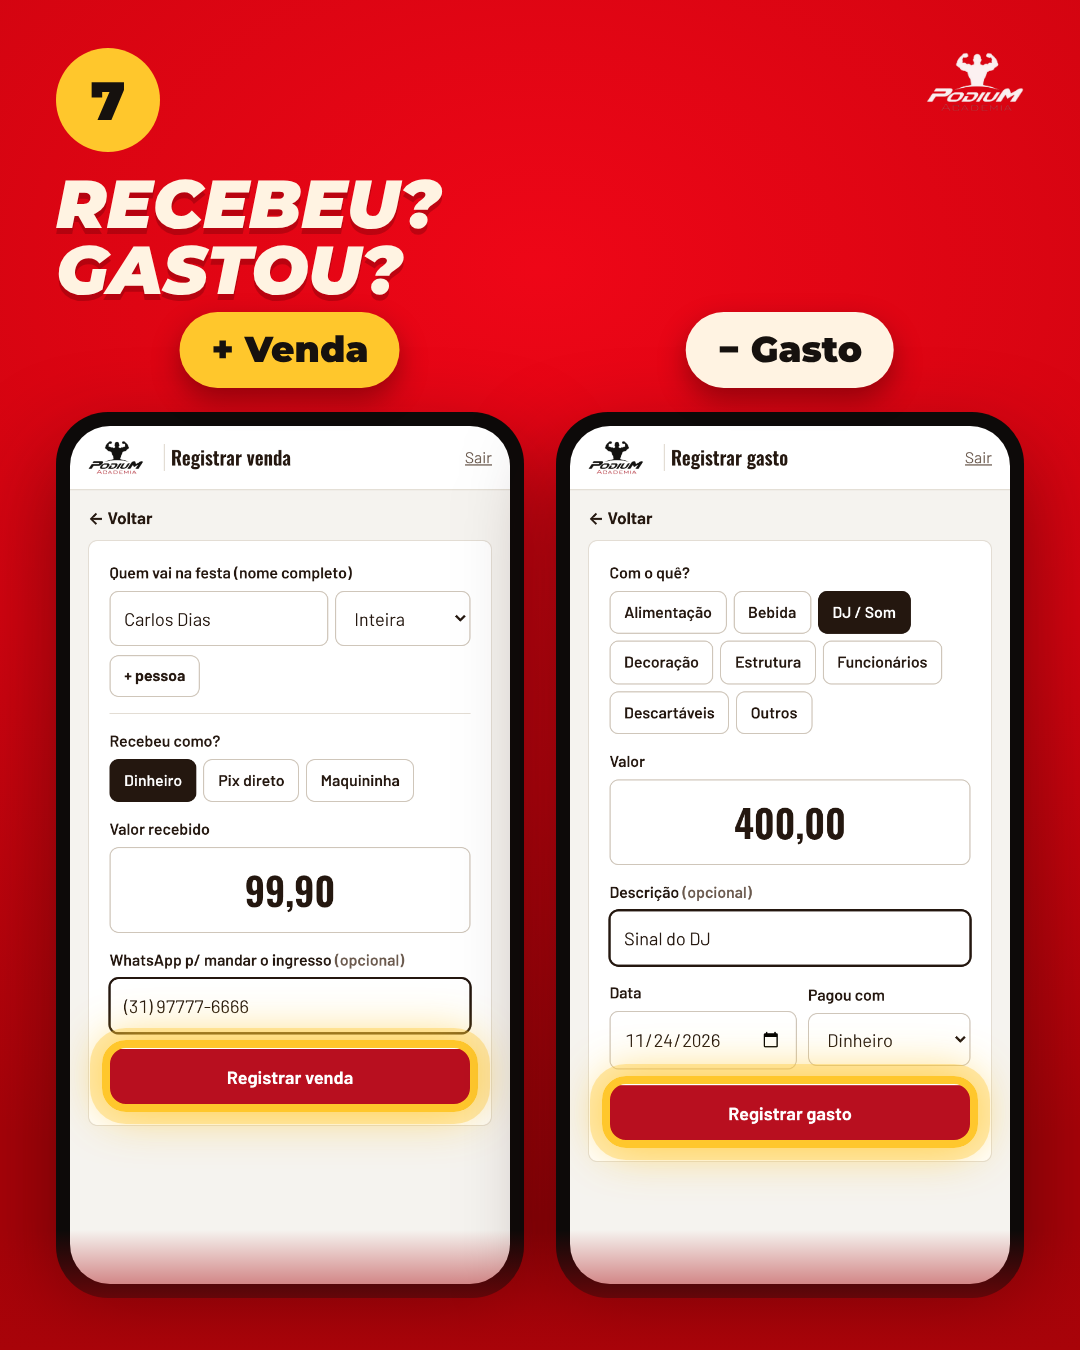 7
PODIUM
ACADEMIA
RECEBEU?
GASTOU?
+ Venda
PODIUM
ACADEMIA
Registrar venda
Sair
← Voltar
Quem vai na festa (nome completo)
Carlos Dias
Inteira
+ pessoa
Recebeu como?
Dinheiro
Pix direto
Maquininha
Valor recebido
99,90
WhatsApp p/ mandar o ingresso (opcional)
(31) 97777-6666
Registrar venda
− Gasto
PODIUM
ACADEMIA
Registrar gasto
Sair
← Voltar
Com o quê?
Alimentação
Bebida
DJ / Som
Decoração
Estrutura
Funcionários
Descartáveis
Outros
Valor
400,00
Descrição (opcional)
Sinal do DJ
Data
Pagou com
11/24/2026
Dinheiro
Registrar gasto